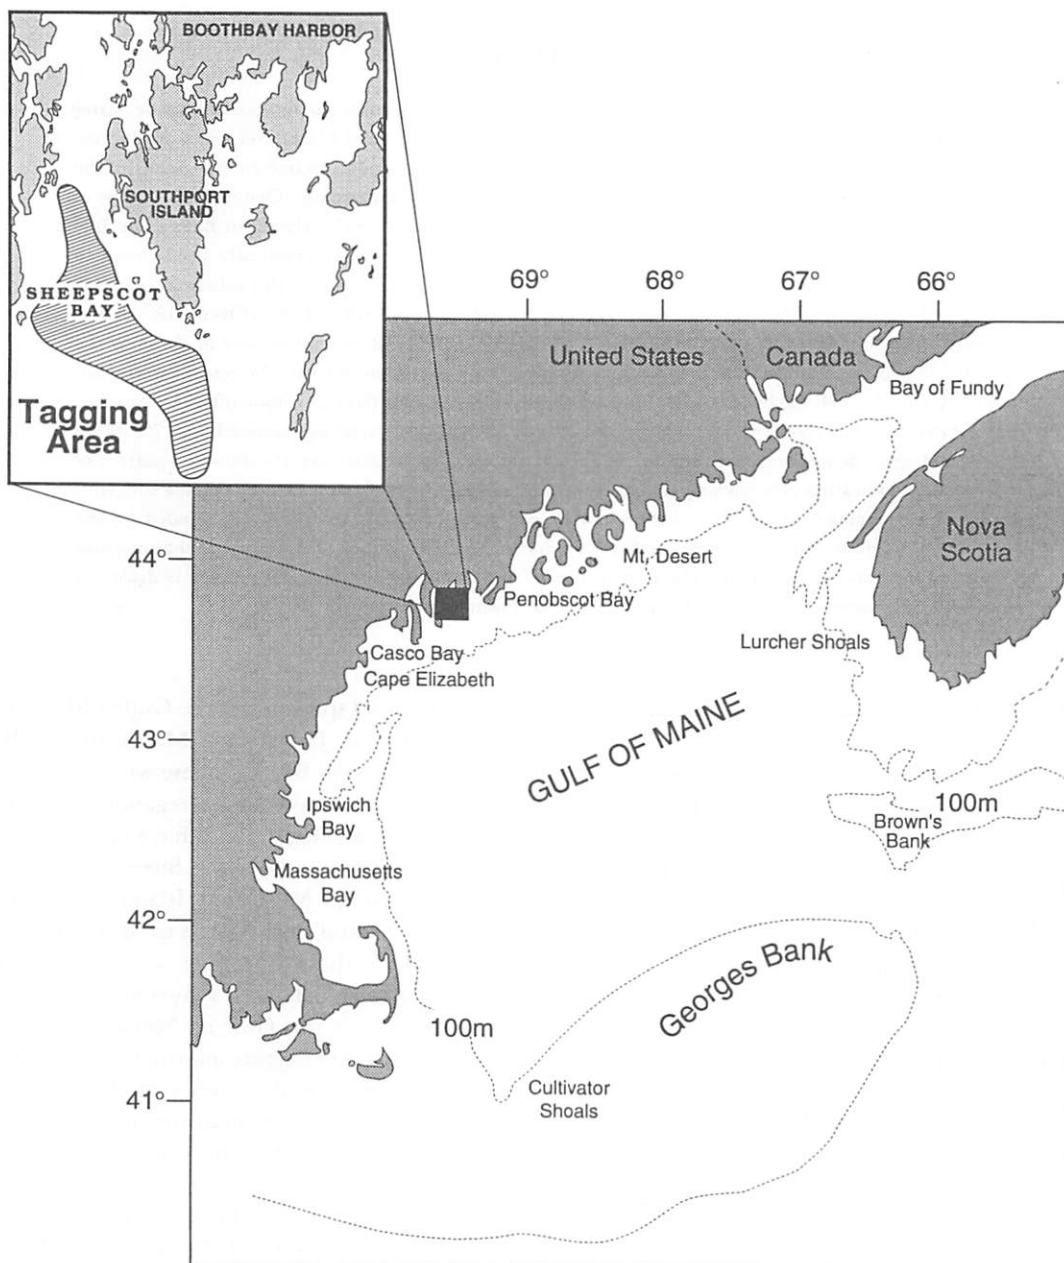 BOOTHBAY HARBOR
SOUTHPORT
ISLAND
SHEEPSCOT
BAY
Tagging
Area
69° 68° 67° 66°
United States
Canada
Bay of Fundy
Nova
Scotia
44°
Mt. Desert
Penobscot Bay
Lurcher Shoals
Casco Bay
Cape Elizabeth
43°
GULF OF MAINE
100m
Ipswich
Bay
Brown's
Bank
Massachusetts
Bay
42°
Georges Bank
100m
41°
Cultivator
Shoals